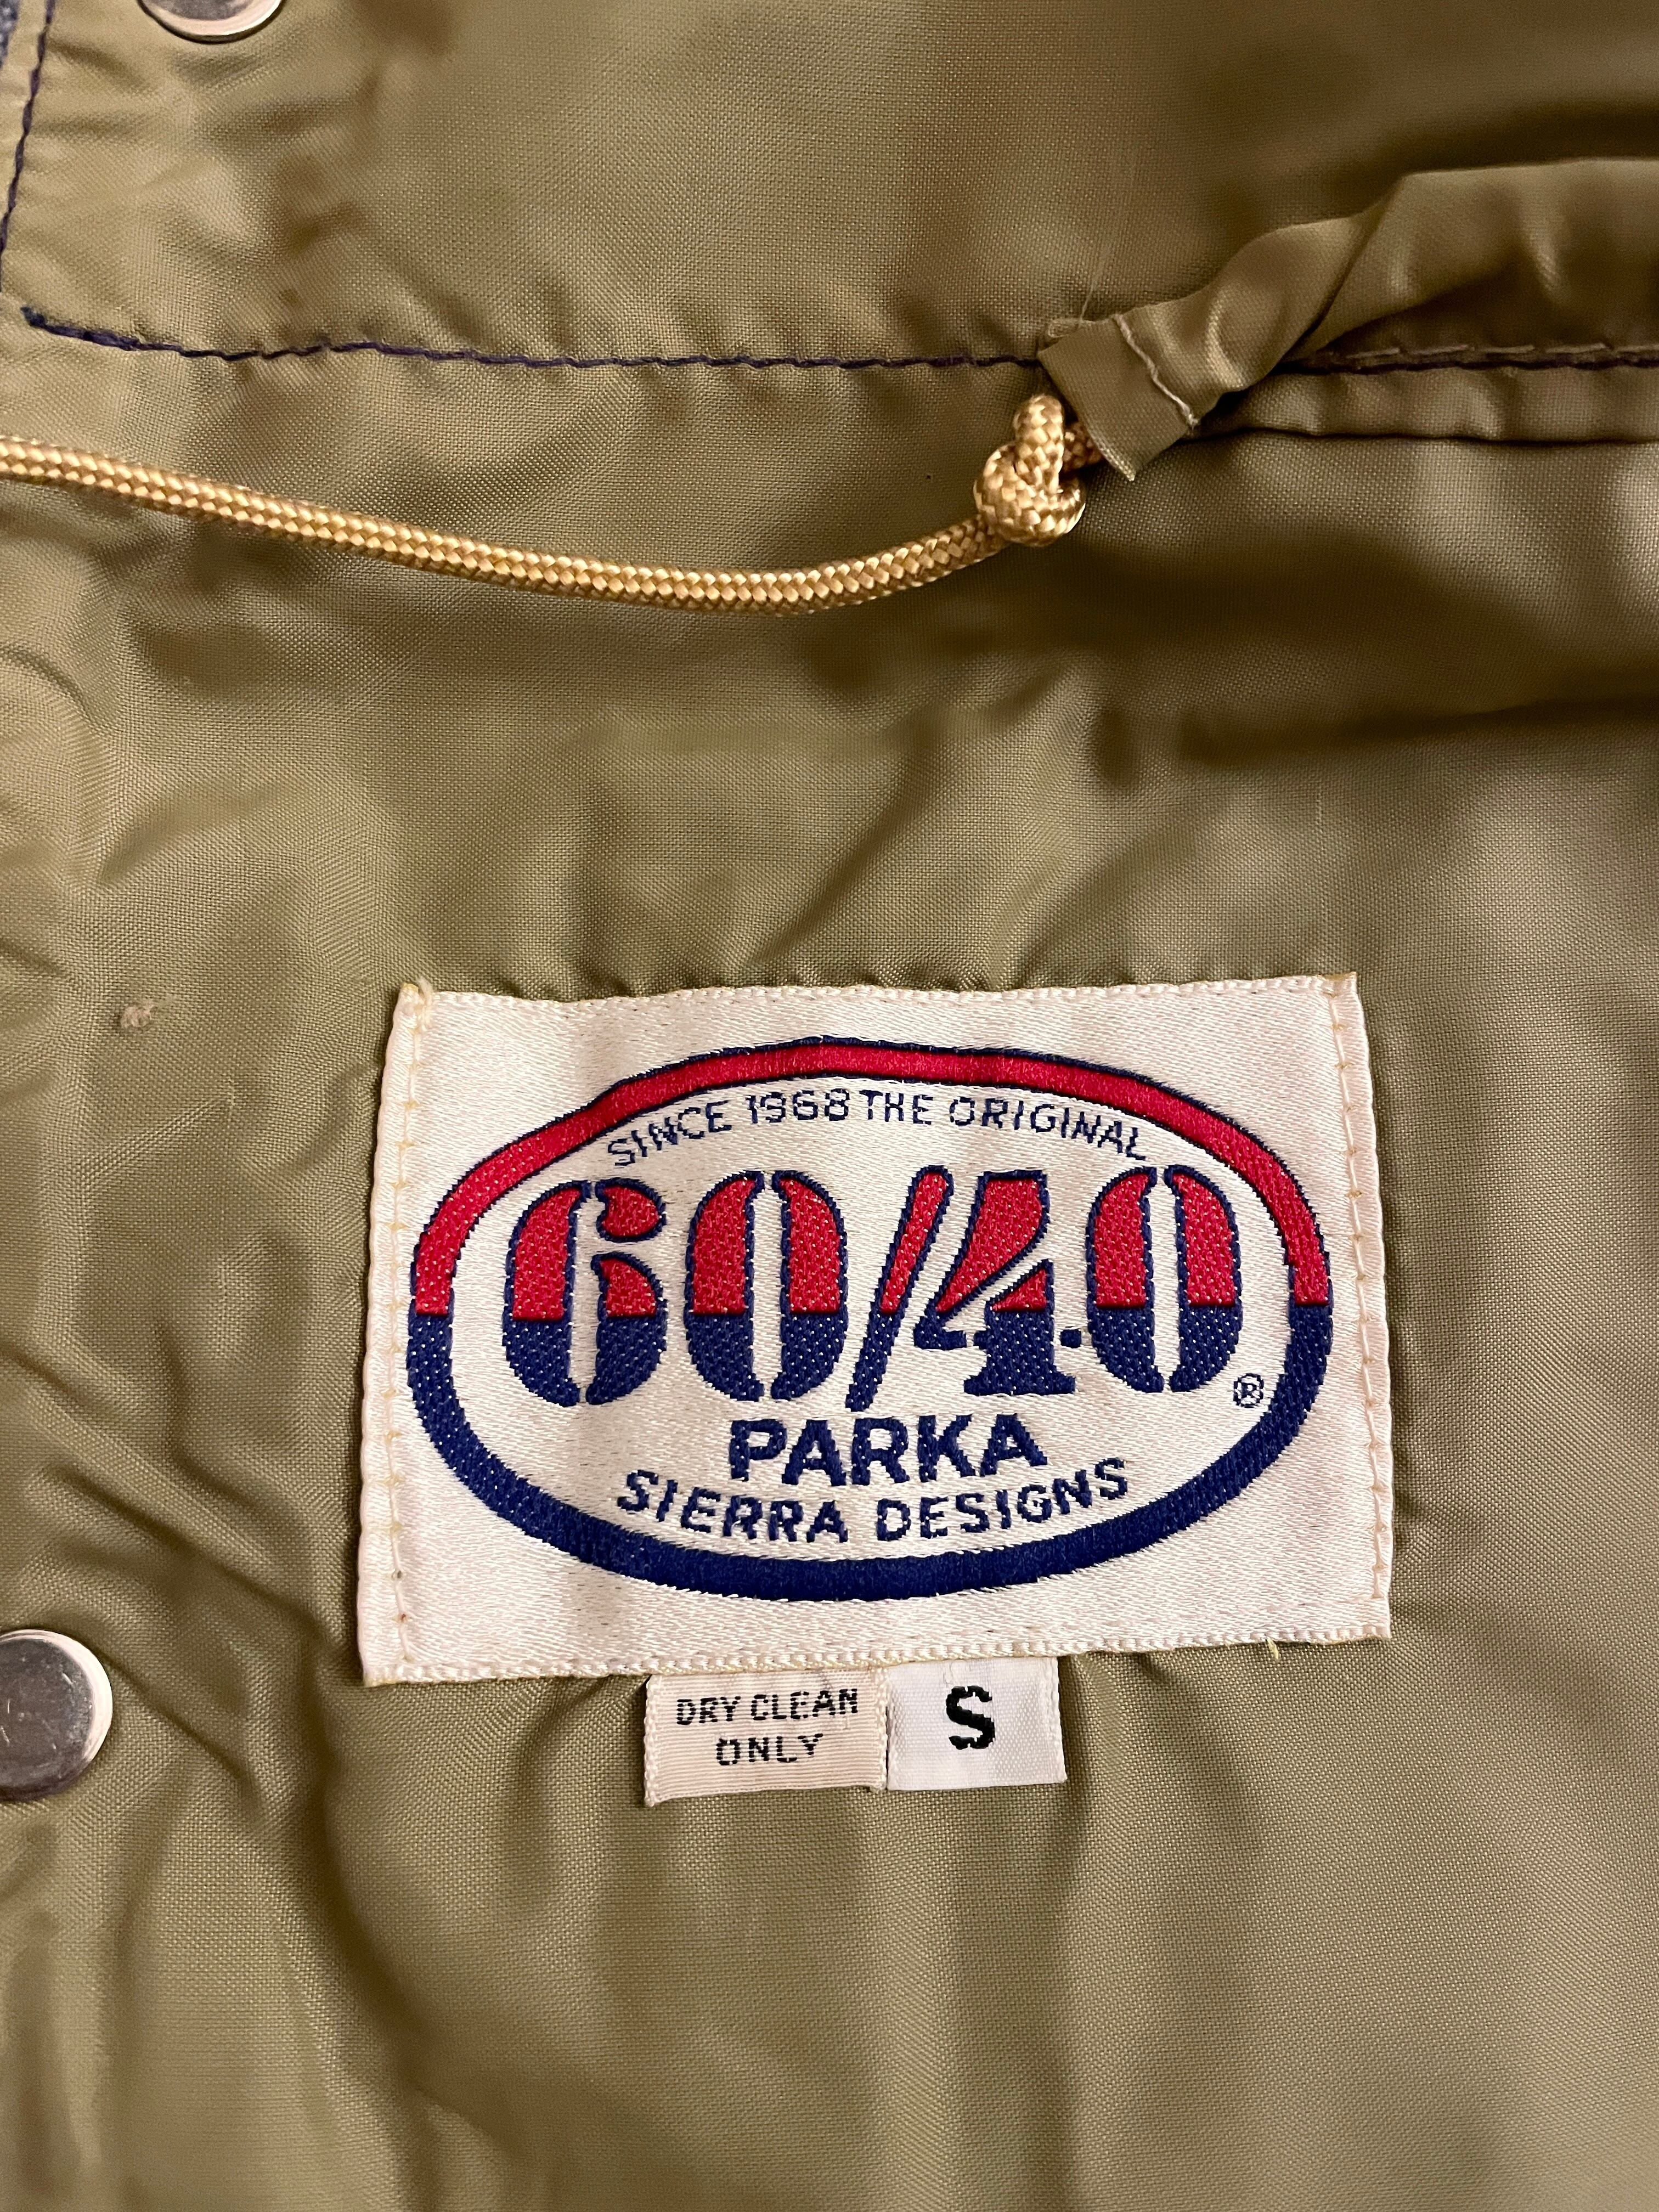 SINCE 1968 THE ORIGINAL
60/40®
PARKA
SIERRA DESIGNS
DRY CLEAN
ONLY
S